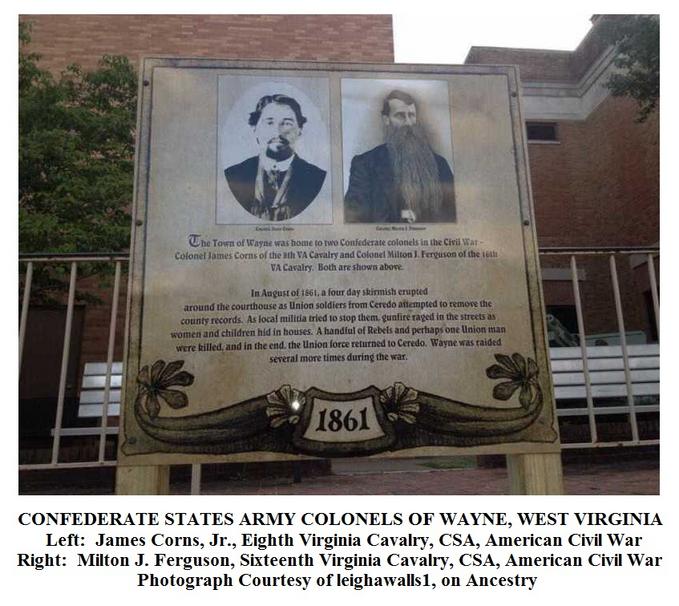 Colonel James Corns
Colonel Milton J. Ferguson
The Town of Wayne was home to two Confederate colonels in the Civil War -
Colonel James Corns of the 8th VA Cavalry and Colonel Milton J. Ferguson of the 16th
VA Cavalry. Both are shown above.
In August of 1861, a four day skirmish erupted
around the courthouse as Union soldiers from Ceredo attempted to remove the
county records. As local militia tried to stop them, gunfire raged in the streets as
women and children hid in houses. A handful of Rebels and perhaps one Union man
were killed, and in the end, the Union force returned to Ceredo. Wayne was raided
several more times during the war.
1861
CONFEDERATE STATES ARMY COLONELS OF WAYNE, WEST VIRGINIA
Left: James Corns, Jr., Eighth Virginia Cavalry, CSA, American Civil War
Right: Milton J. Ferguson, Sixteenth Virginia Cavalry, CSA, American Civil War
Photograph Courtesy of leighawalls1, on Ancestry